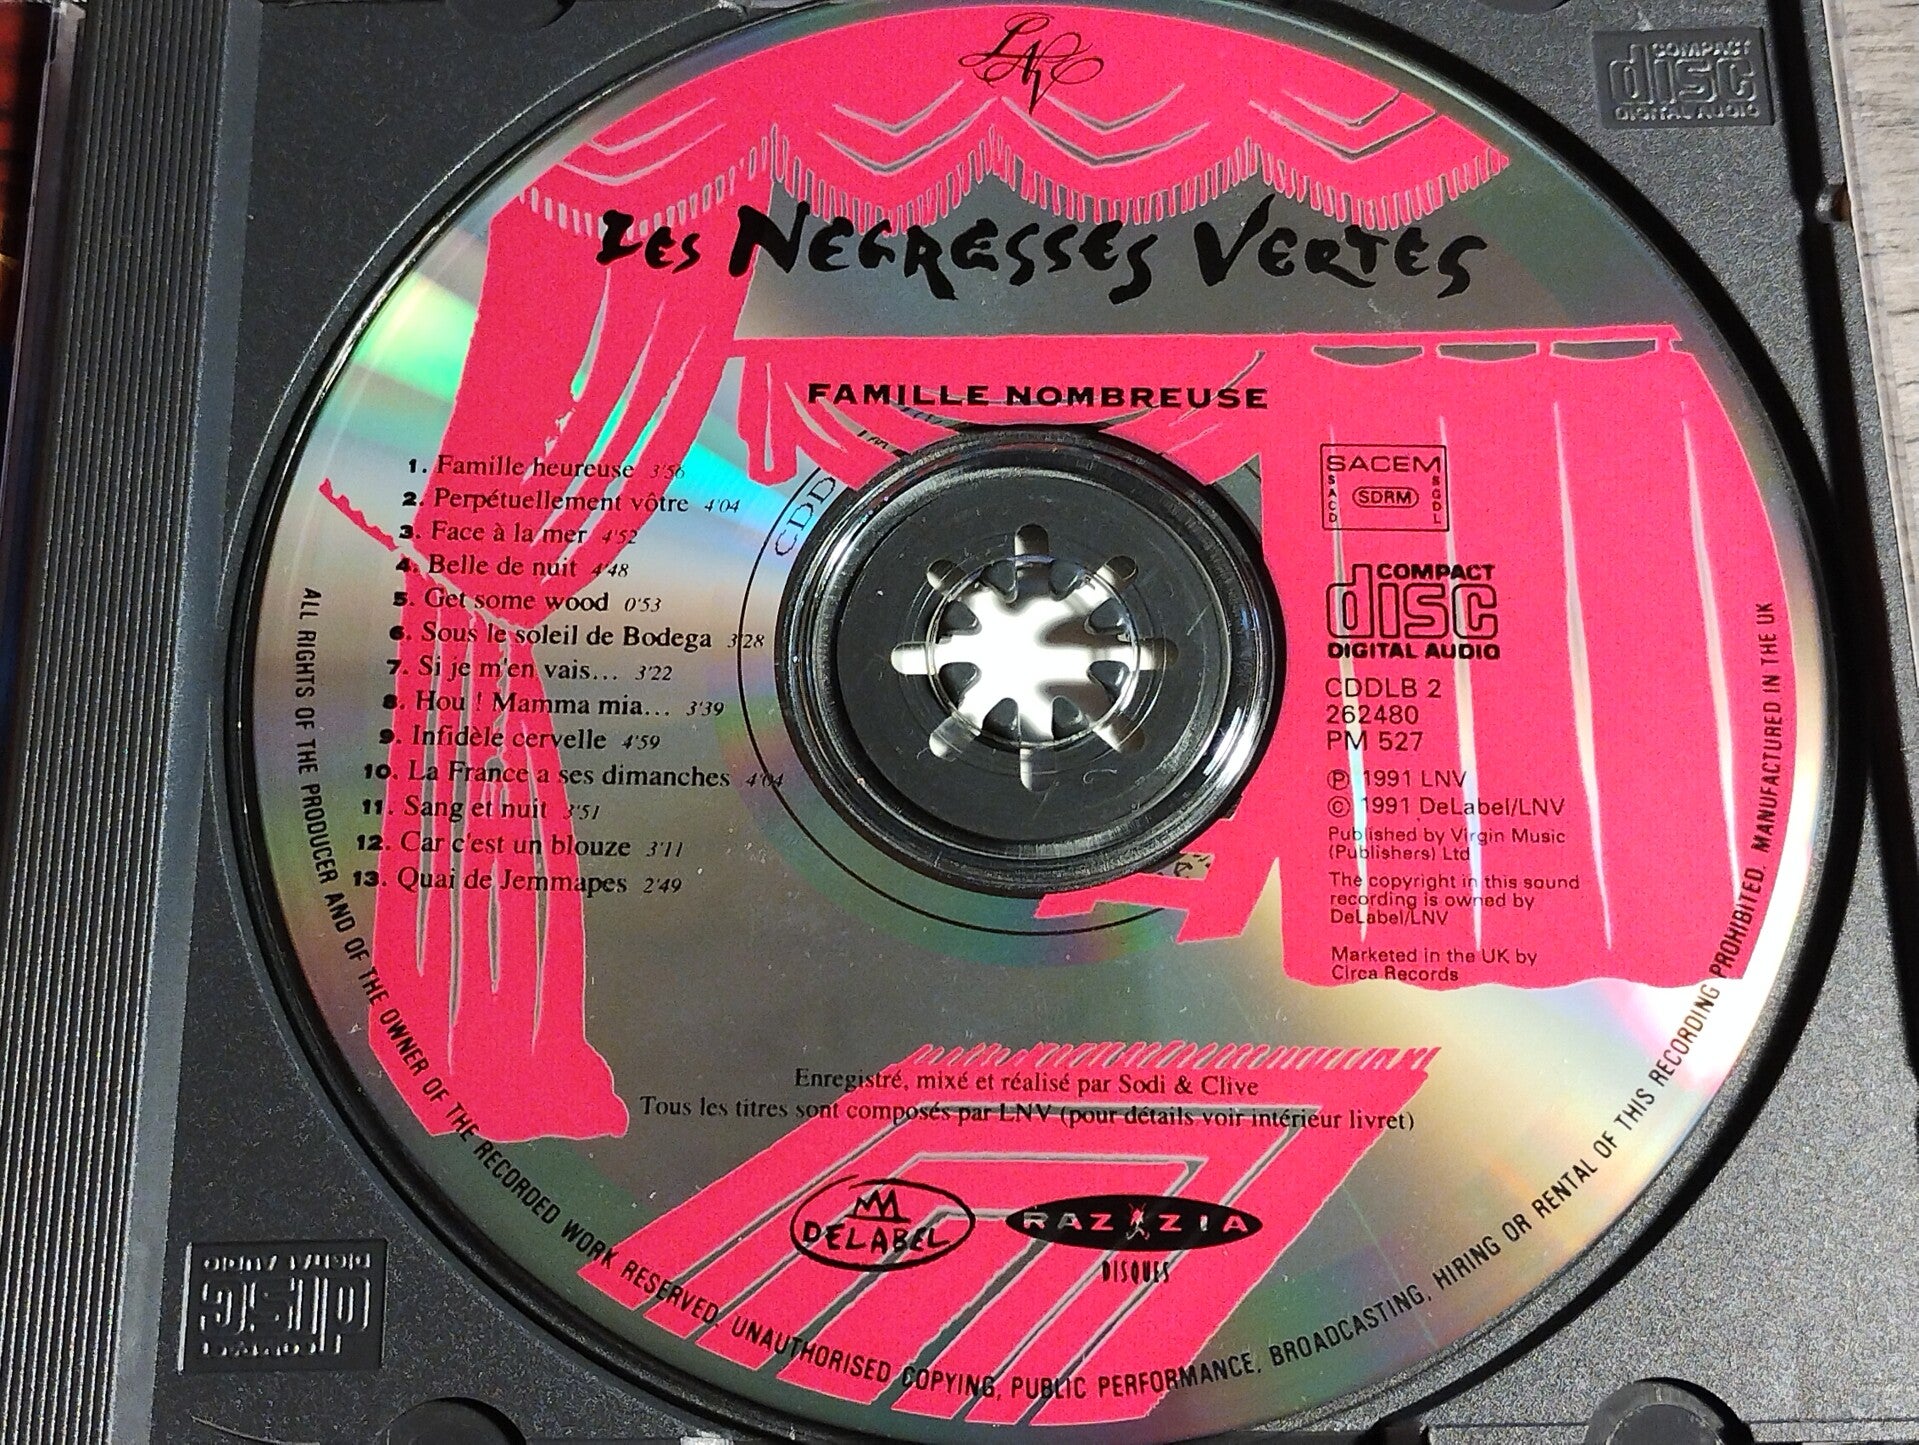 LNV
LES NEGRESSES VERTES
FAMILLE NOMBREUSE
1. Famille heureuse 3'56
2. Perpétuellement vôtre 4'04
3. Face à la mer 4'52
4. Belle de nuit 4'48
5. Get some wood 0'53
6. Sous le soleil de Bodega 3'28
7. Si je m'en vais... 3'22
8. Hou ! Mamma mia... 3'39
9. Infidèle cervelle 4'59
10. La France a ses dimanches 4'04
11. Sang et nuit 3'51
12. Car c'est un blouze 3'11
13. Quai de Jemmapes 2'49
CDD
SACEM
SACD
SDRM
SGDL
COMPACT
disc
DIGITAL AUDIO
CDDLB 2
262480
PM 527
℗ 1991 LNV
© 1991 DeLabel/LNV
Published by Virgin Music
(Publishers) Ltd
The copyright in this sound
recording is owned by
DeLabel/LNV
Marketed in the UK by
Circa Records
Enregistré, mixé et réalisé par Sodi & Clive
Tous les titres sont composés par LNV (pour détails voir intérieur livret)
DELABEL
RAZZIA
DISQUES
ALL RIGHTS OF THE PRODUCER AND OF THE OWNER OF THE RECORDED WORK RESERVED. UNAUTHORISED COPYING, PUBLIC PERFORMANCE, BROADCASTING, HIRING OR RENTAL OF THIS RECORDING PROHIBITED. MANUFACTURED IN THE UK
COMPACT
disc
DIGITAL AUDIO
COMPACT
disc
DIGITAL AUDIO